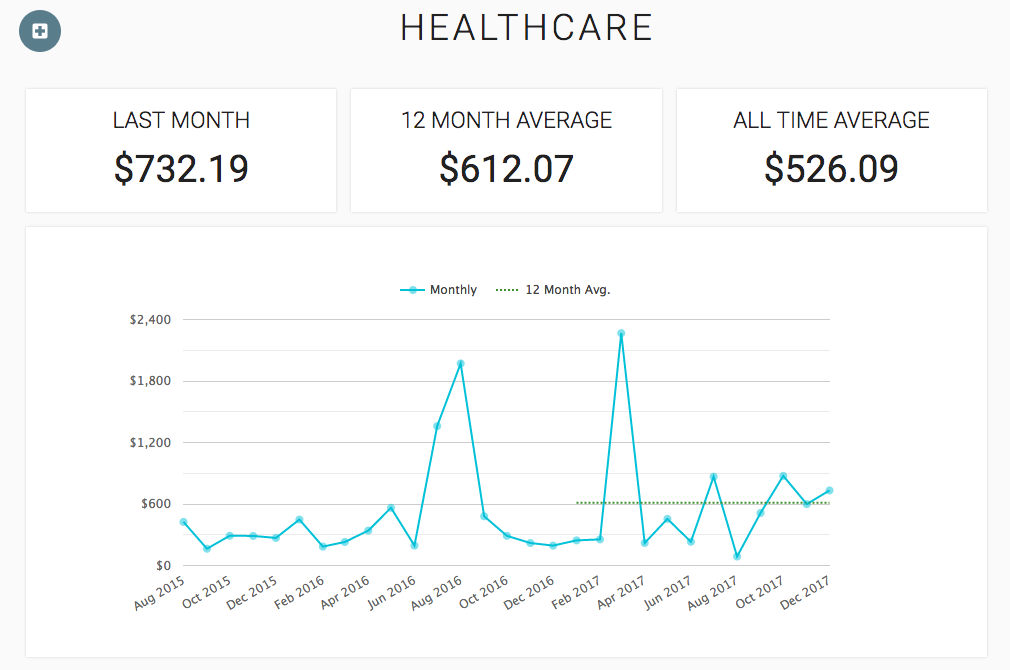 HEALTHCARE
LAST MONTH
$732.19
12 MONTH AVERAGE
$612.07
ALL TIME AVERAGE
$526.09
Monthly
12 Month Avg.
$2,400
$1,800
$1,200
$600
$0
Aug 2015
Oct 2015
Dec 2015
Feb 2016
Apr 2016
Jun 2016
Aug 2016
Oct 2016
Dec 2016
Feb 2017
Apr 2017
Jun 2017
Aug 2017
Oct 2017
Dec 2017